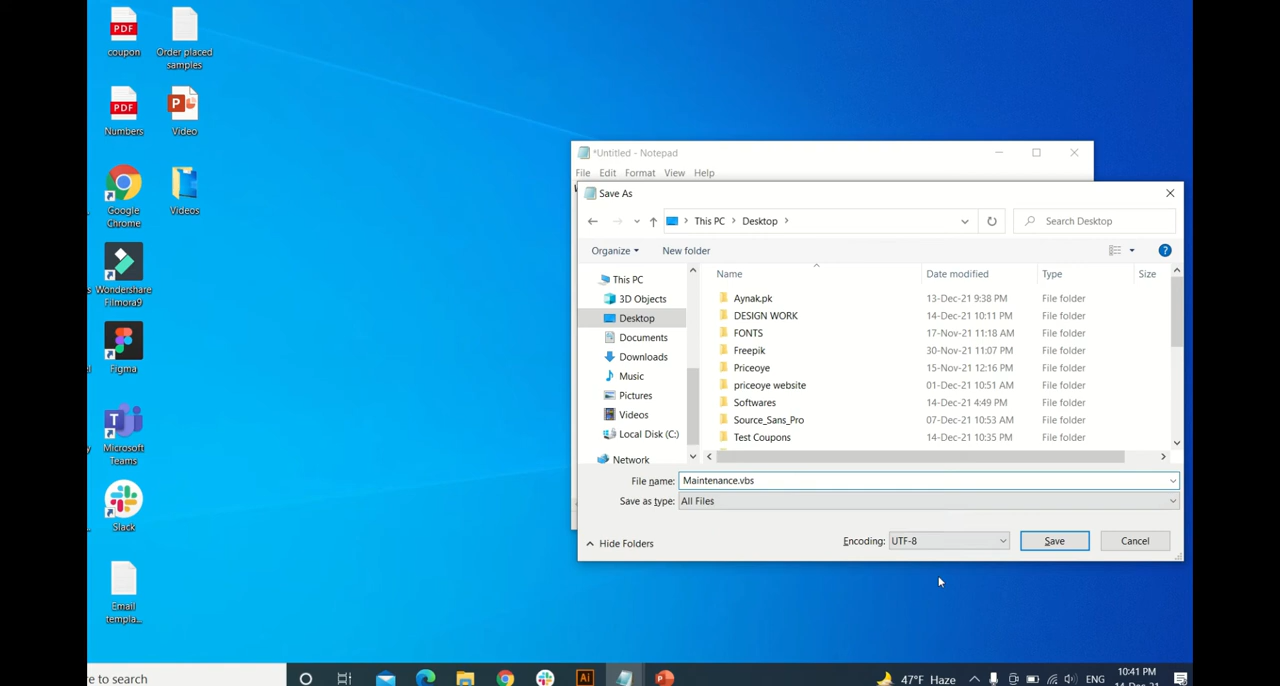 coupon
Order placed
samples
Numbers
Video
Google
Chrome
Videos
Wondershare
Filmora9
Figma
Microsoft
Teams
Slack
Email
templa...
*Untitled - Notepad
File Edit Format View Help
Save As
This PC > Desktop >
Search Desktop
Organize
New folder
This PC
3D Objects
Desktop
Documents
Downloads
Music
Pictures
Videos
Local Disk (C:)
Network
Name Date modified Type Size
Aynak.pk 13-Dec-21 9:38 PM File folder
DESIGN WORK 14-Dec-21 10:11 PM File folder
FONTS 17-Nov-21 11:18 AM File folder
Freepik 30-Nov-21 11:07 PM File folder
Priceoye 15-Nov-21 12:16 PM File folder
priceoye website 01-Dec-21 10:51 AM File folder
Softwares 14-Dec-21 4:49 PM File folder
Source_Sans_Pro 07-Dec-21 10:53 AM File folder
Test Coupons 14-Dec-21 10:35 PM File folder
File name: Maintenance.vbs
Save as type: All Files
Hide Folders
Encoding: UTF-8
Save
Cancel
re to search
47°F Haze
ENG
10:41 PM
14-Dec-21
PDF
PDF
P
T
Ai
P